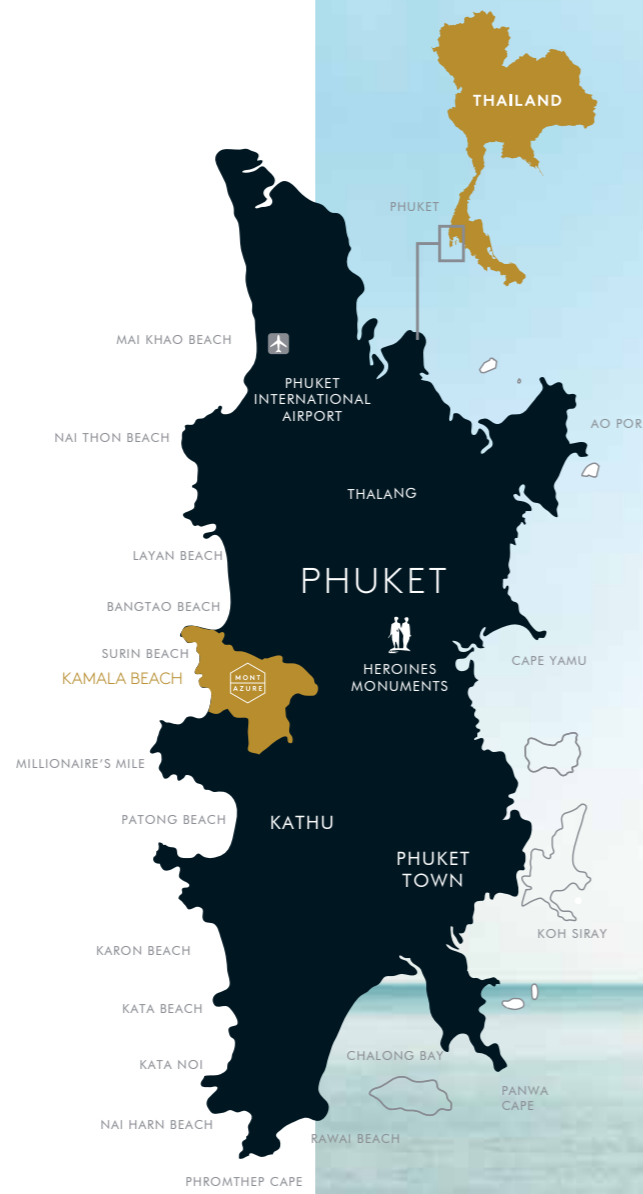 THAILAND
PHUKET
MAI KHAO BEACH
PHUKET
INTERNATIONAL
AIRPORT
AO POR
NAI THON BEACH
THALANG
LAYAN BEACH
PHUKET
BANGTAO BEACH
SURIN BEACH
HEROINES
MONUMENTS
CAPE YAMU
KAMALA BEACH
MONT
AZURE
MILLIONAIRE'S MILE
PATONG BEACH
KATHU
PHUKET
TOWN
KOH SIRAY
KARON BEACH
KATA BEACH
CHALONG BAY
KATA NOI
PANWA
CAPE
NAI HARN BEACH
RAWAI BEACH
PHROMTHEP CAPE